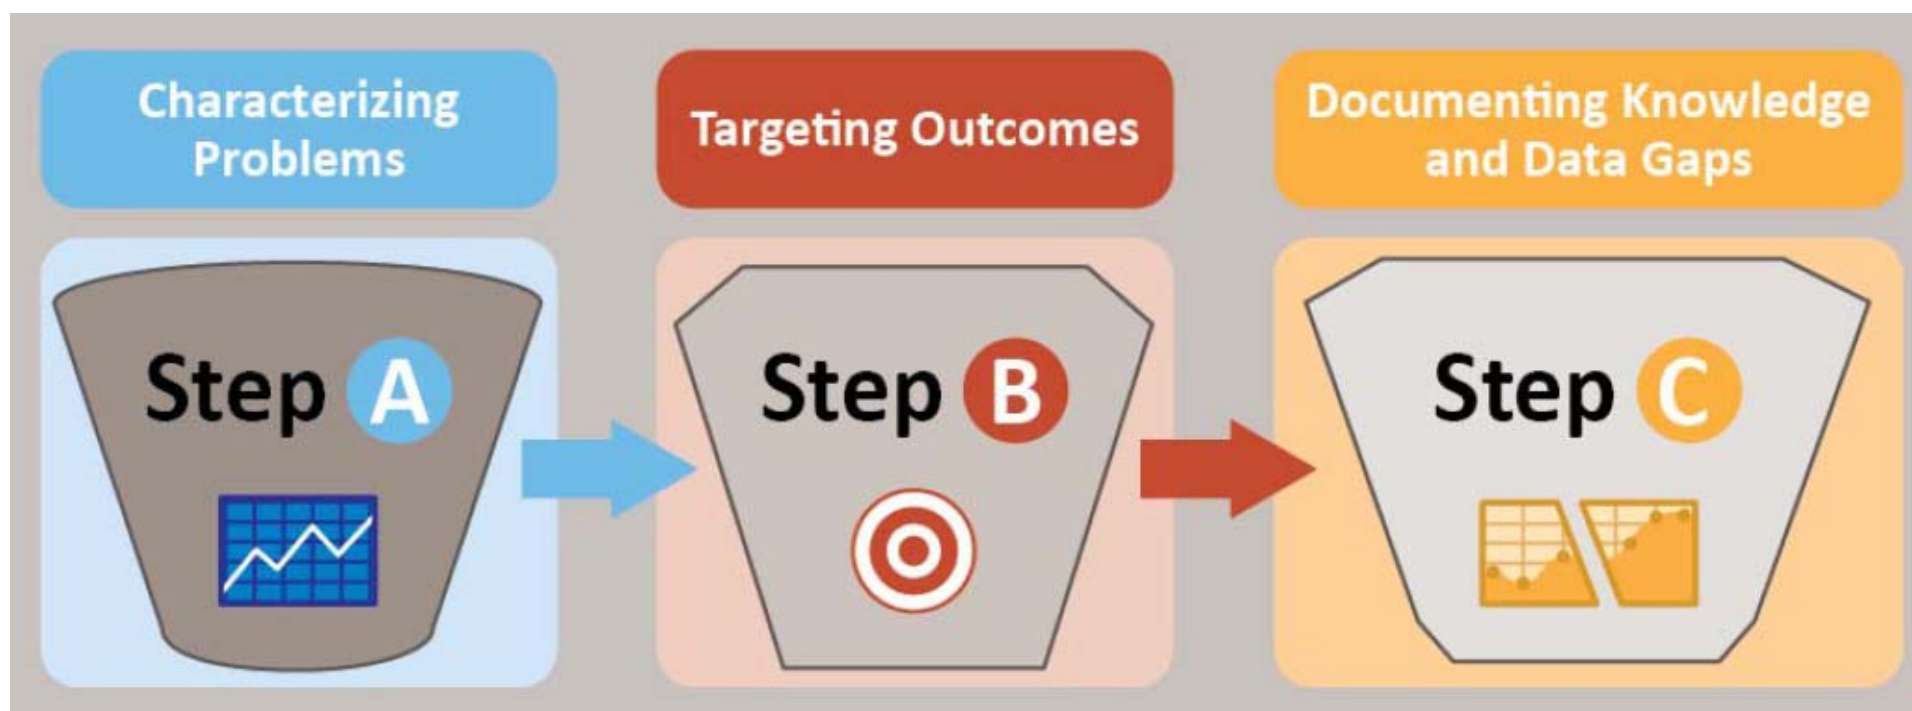 Characterizing
Problems
Targeting Outcomes
Documenting Knowledge
and Data Gaps
Step A
Step B
Step C